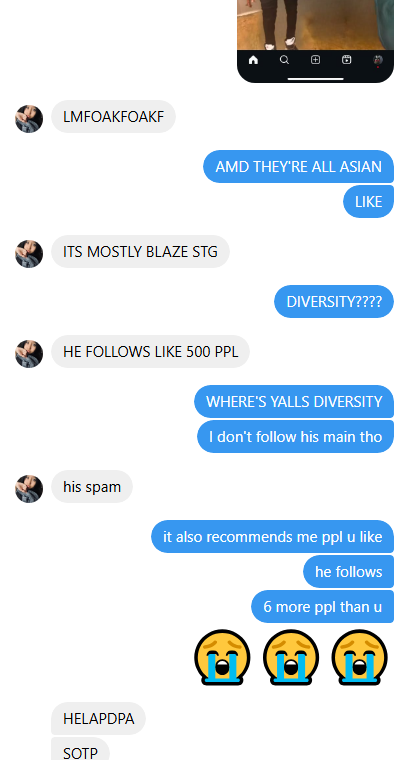 LMFOAKFOAKF
AMD THEY'RE ALL ASIAN
LIKE
ITS MOSTLY BLAZE STG
DIVERSITY????
HE FOLLOWS LIKE 500 PPL
WHERE'S YALLS DIVERSITY
I don't follow his main tho
his spam
it also recommends me ppl u like
he follows
6 more ppl than u
HELAPDPA
SOTP